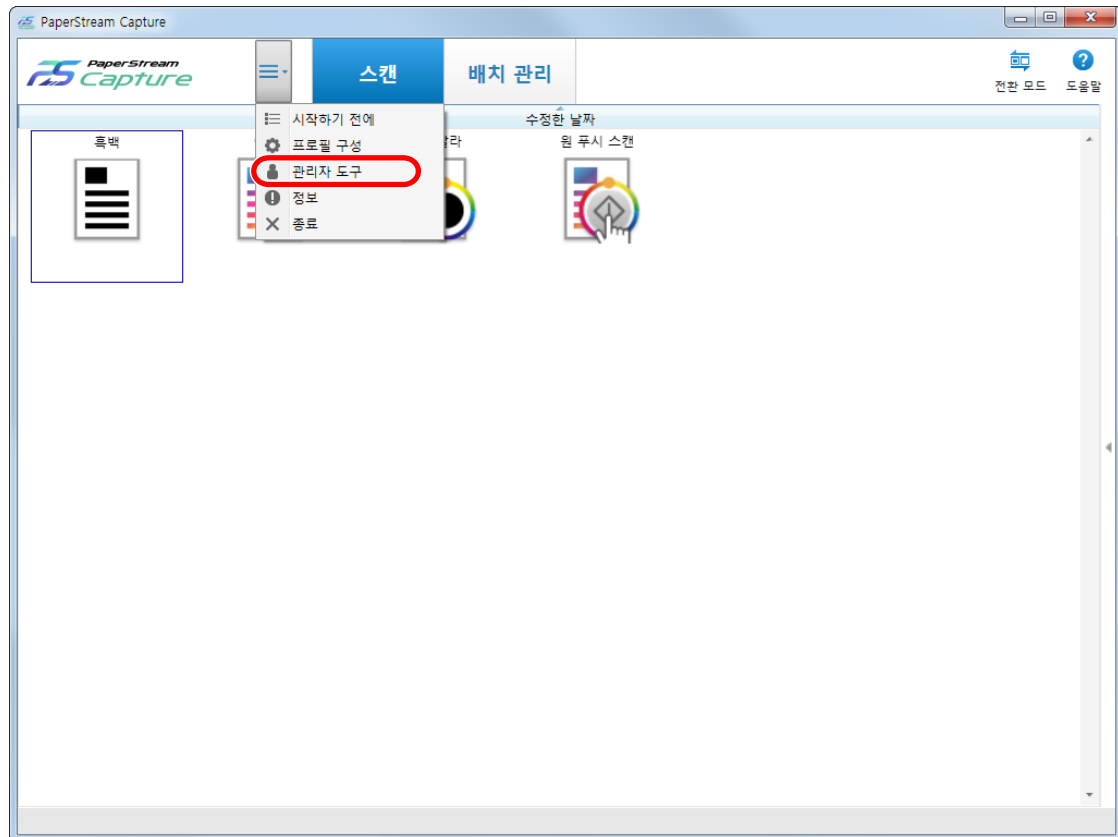 PaperStream Capture
PaperStream
Capture
스캔
배치 관리
전환 모드
도움말
시작하기 전에
프로필 구성
관리자 도구
정보
종료
수정한 날짜
흑백
원 푸시 스캔